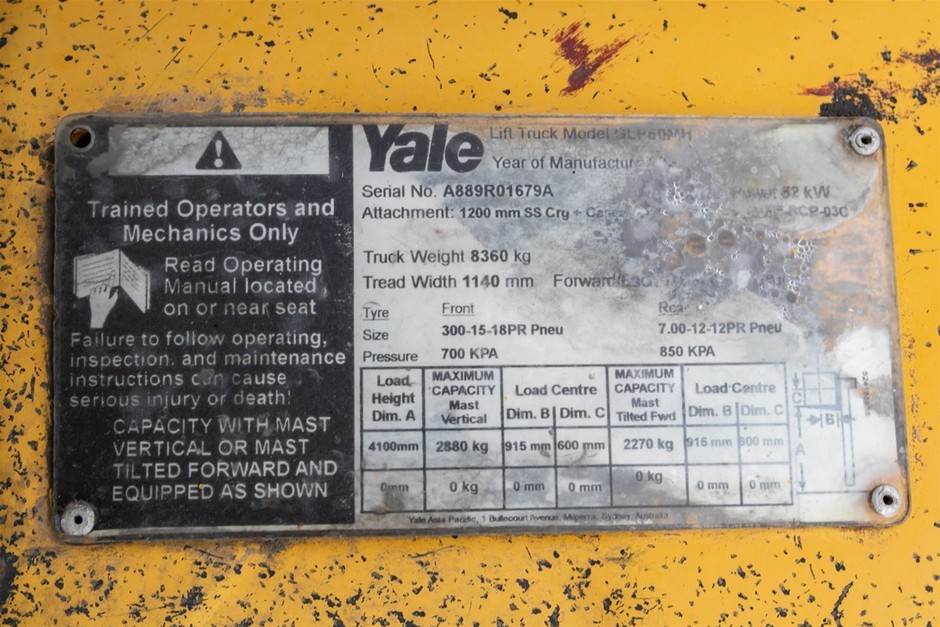 Trained Operators and
Mechanics Only
Read Operating
Manual located
on or near seat
Failure to follow operating,
inspection, and maintenance
instructions can cause
serious injury or death!
CAPACITY WITH MAST
VERTICAL OR MAST
TILTED FORWARD AND
EQUIPPED AS SHOWN
Yale Lift Truck Model
Year of Manufacture
Serial No. A889R01679A Power 82 kW
Attachment: 1200 mm SS Crg +
Truck Weight 8360 kg
Tread Width 1140 mm Forward
Tyre Front Rear
Size 300-15-18PR Pneu 7.00-12-12PR Pneu
Pressure 700 KPA 850 KPA
Load Height Dim. A MAXIMUM CAPACITY Mast Vertical Load Centre Dim. B Dim. C MAXIMUM CAPACITY Mast Tilted Fwd Load Centre Dim. B Dim. C
4100mm 2880 kg 915 mm 600 mm 2270 kg 915 mm 600 mm
0mm 0 kg 0 mm 0 mm 0 kg 0 mm 0 mm
C
B
A
Yale Asia Pacific, 1 Bullecourt Avenue, Milperra, Sydney, Australia